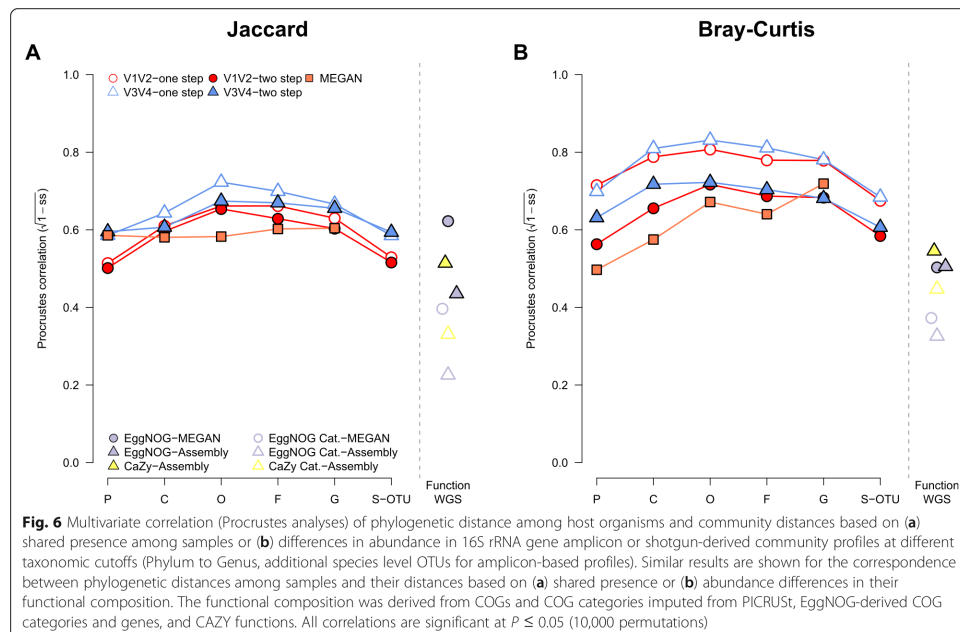 Jaccard
Bray-Curtis
A
B
V1V2−one step
V1V2−two step
MEGAN
V3V4−one step
V3V4−two step
Procrustes correlation (√1 − ss)
1.0
0.8
0.6
0.4
0.2
0.0
EggNOG−MEGAN
EggNOG Cat.−MEGAN
EggNOG−Assembly
EggNOG Cat.−Assembly
CaZy−Assembly
CaZy Cat.−Assembly
P C O F G S−OTU
Function
WGS
Procrustes correlation (√1 − ss)
1.0
0.8
0.6
0.4
0.2
0.0
P C O F G S−OTU
Function
WGS
Fig. 6 Multivariate correlation (Procrustes analyses) of phylogenetic distance among host organisms and community distances based on (a)
shared presence among samples or (b) differences in abundance in 16S rRNA gene amplicon or shotgun-derived community profiles at different
taxonomic cutoffs (Phylum to Genus, additional species level OTUs for amplicon-based profiles). Similar results are shown for the correspondence
between phylogenetic distances among samples and their distances based on (a) shared presence or (b) abundance differences in their
functional composition. The functional composition was derived from COGs and COG categories imputed from PICRUSt, EggNOG-derived COG
categories and genes, and CAZY functions. All correlations are significant at P ≤ 0.05 (10,000 permutations)